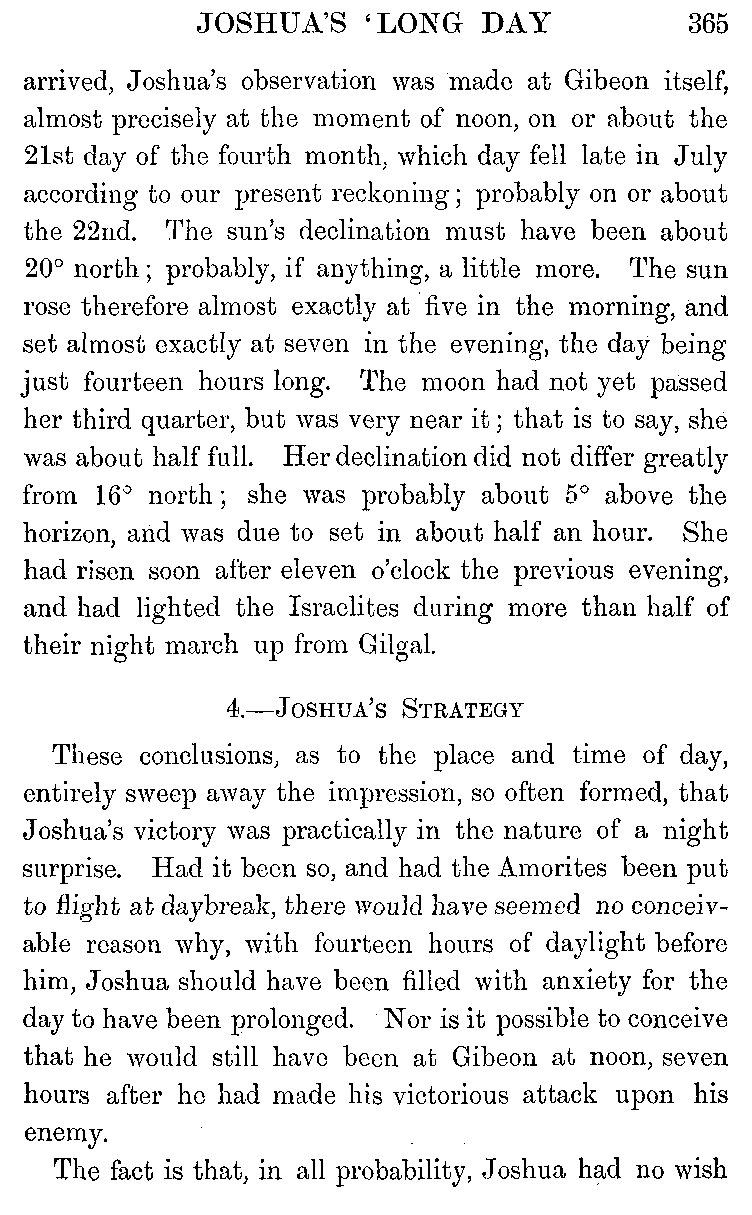 JOSHUA'S 'LONG DAY 365
arrived, Joshua's observation was made at Gibeon itself,
almost precisely at the moment of noon, on or about the
21st day of the fourth month, which day fell late in July
according to our present reckoning; probably on or about
the 22nd. The sun's declination must have been about
20° north; probably, if anything, a little more. The sun
rose therefore almost exactly at five in the morning, and
set almost exactly at seven in the evening, the day being
just fourteen hours long. The moon had not yet passed
her third quarter, but was very near it; that is to say, she
was about half full. Her declination did not differ greatly
from 16° north; she was probably about 5° above the
horizon, and was due to set in about half an hour. She
had risen soon after eleven o'clock the previous evening,
and had lighted the Israelites during more than half of
their night march up from Gilgal.
4.—Joshua's Strategy
These conclusions, as to the place and time of day,
entirely sweep away the impression, so often formed, that
Joshua's victory was practically in the nature of a night
surprise. Had it been so, and had the Amorites been put
to flight at daybreak, there would have seemed no conceiv-
able reason why, with fourteen hours of daylight before
him, Joshua should have been filled with anxiety for the
day to have been prolonged. Nor is it possible to conceive
that he would still have been at Gibeon at noon, seven
hours after he had made his victorious attack upon his
enemy.
The fact is that, in all probability, Joshua had no wish